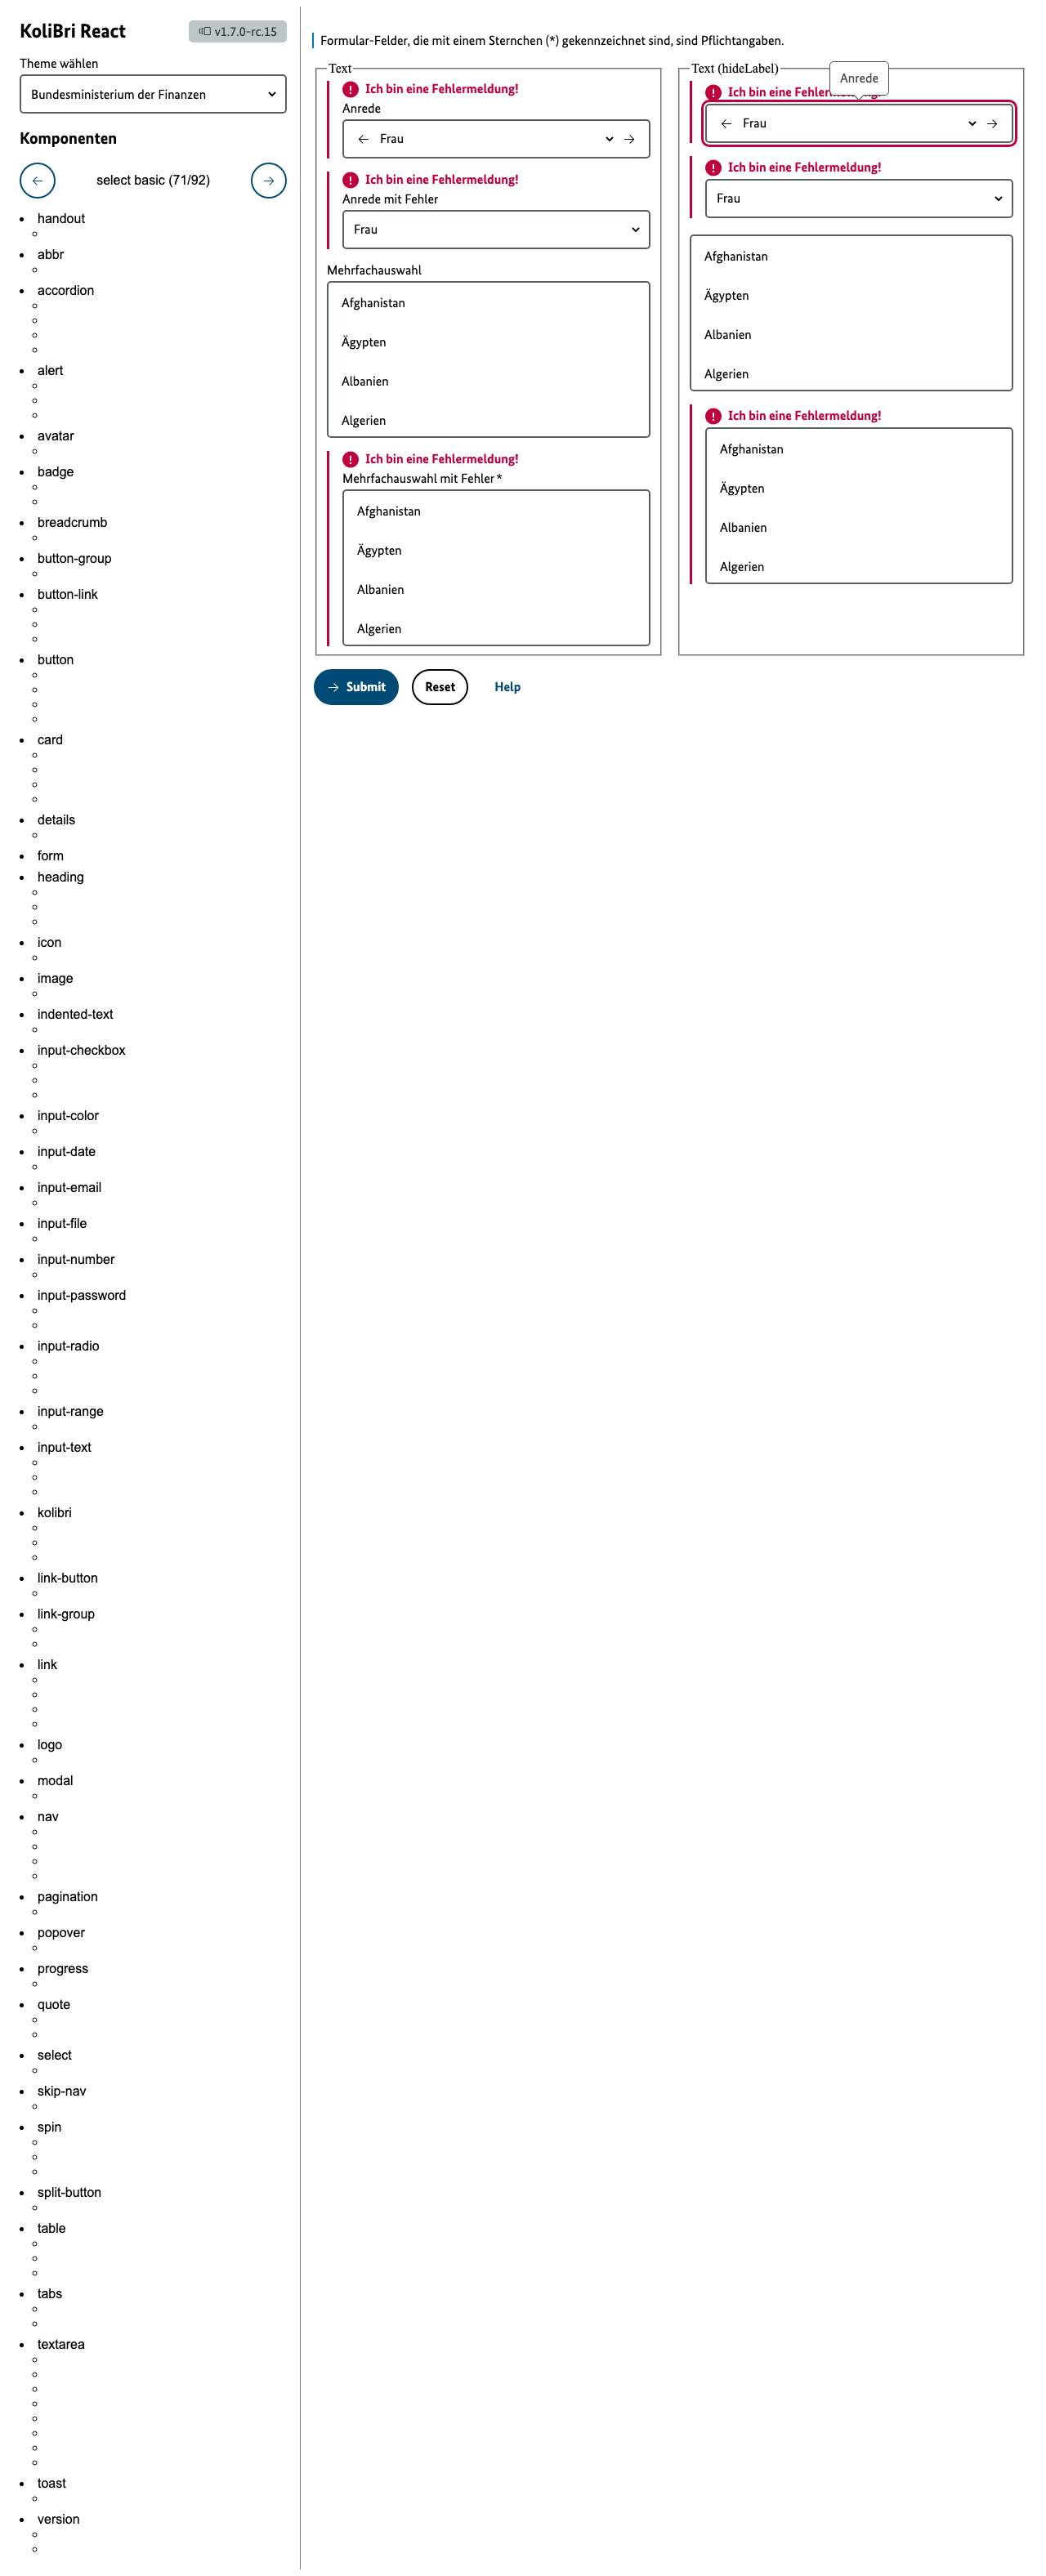 KoliBri React
v1.7.0-rc.15
Theme wählen
Bundesministerium der Finanzen
Komponenten
select basic (71/92)
handout
abbr
accordion
alert
avatar
badge
breadcrumb
button-group
button-link
button
card
details
form
heading
icon
image
indented-text
input-checkbox
input-color
input-date
input-email
input-file
input-number
input-password
input-radio
input-range
input-text
kolibri
link-button
link-group
link
logo
modal
nav
pagination
popover
progress
quote
select
skip-nav
spin
split-button
table
tabs
textarea
toast
version
Formular-Felder, die mit einem Sternchen (*) gekennzeichnet sind, sind Pflichtangaben.
Text
Ich bin eine Fehlermeldung!
Anrede
Frau
Ich bin eine Fehlermeldung!
Anrede mit Fehler
Frau
Mehrfachauswahl
Afghanistan
Ägypten
Albanien
Algerien
Ich bin eine Fehlermeldung!
Mehrfachauswahl mit Fehler *
Afghanistan
Ägypten
Albanien
Algerien
Text (hideLabel)
Anrede
Ich bin eine Fehlermeldung!
Frau
Ich bin eine Fehlermeldung!
Frau
Afghanistan
Ägypten
Albanien
Algerien
Ich bin eine Fehlermeldung!
Afghanistan
Ägypten
Albanien
Algerien
Submit
Reset
Help